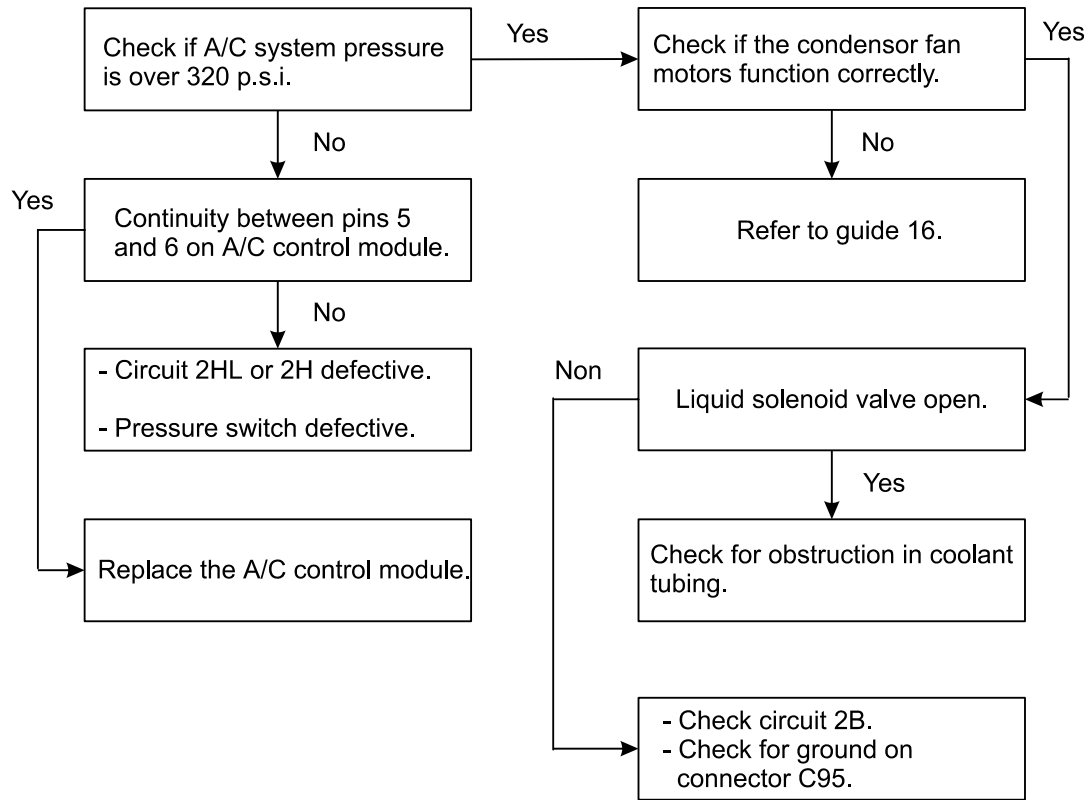 Check if A/C system pressure
is over 320 p.s.i.
Yes
Check if the condensor fan
motors function correctly.
Yes
No
No
Yes
Continuity between pins 5
and 6 on A/C control module.
Refer to guide 16.
No
- Circuit 2HL or 2H defective.
- Pressure switch defective.
Non
Liquid solenoid valve open.
Yes
Replace the A/C control module.
Check for obstruction in coolant
tubing.
- Check circuit 2B.
- Check for ground on
connector C95.